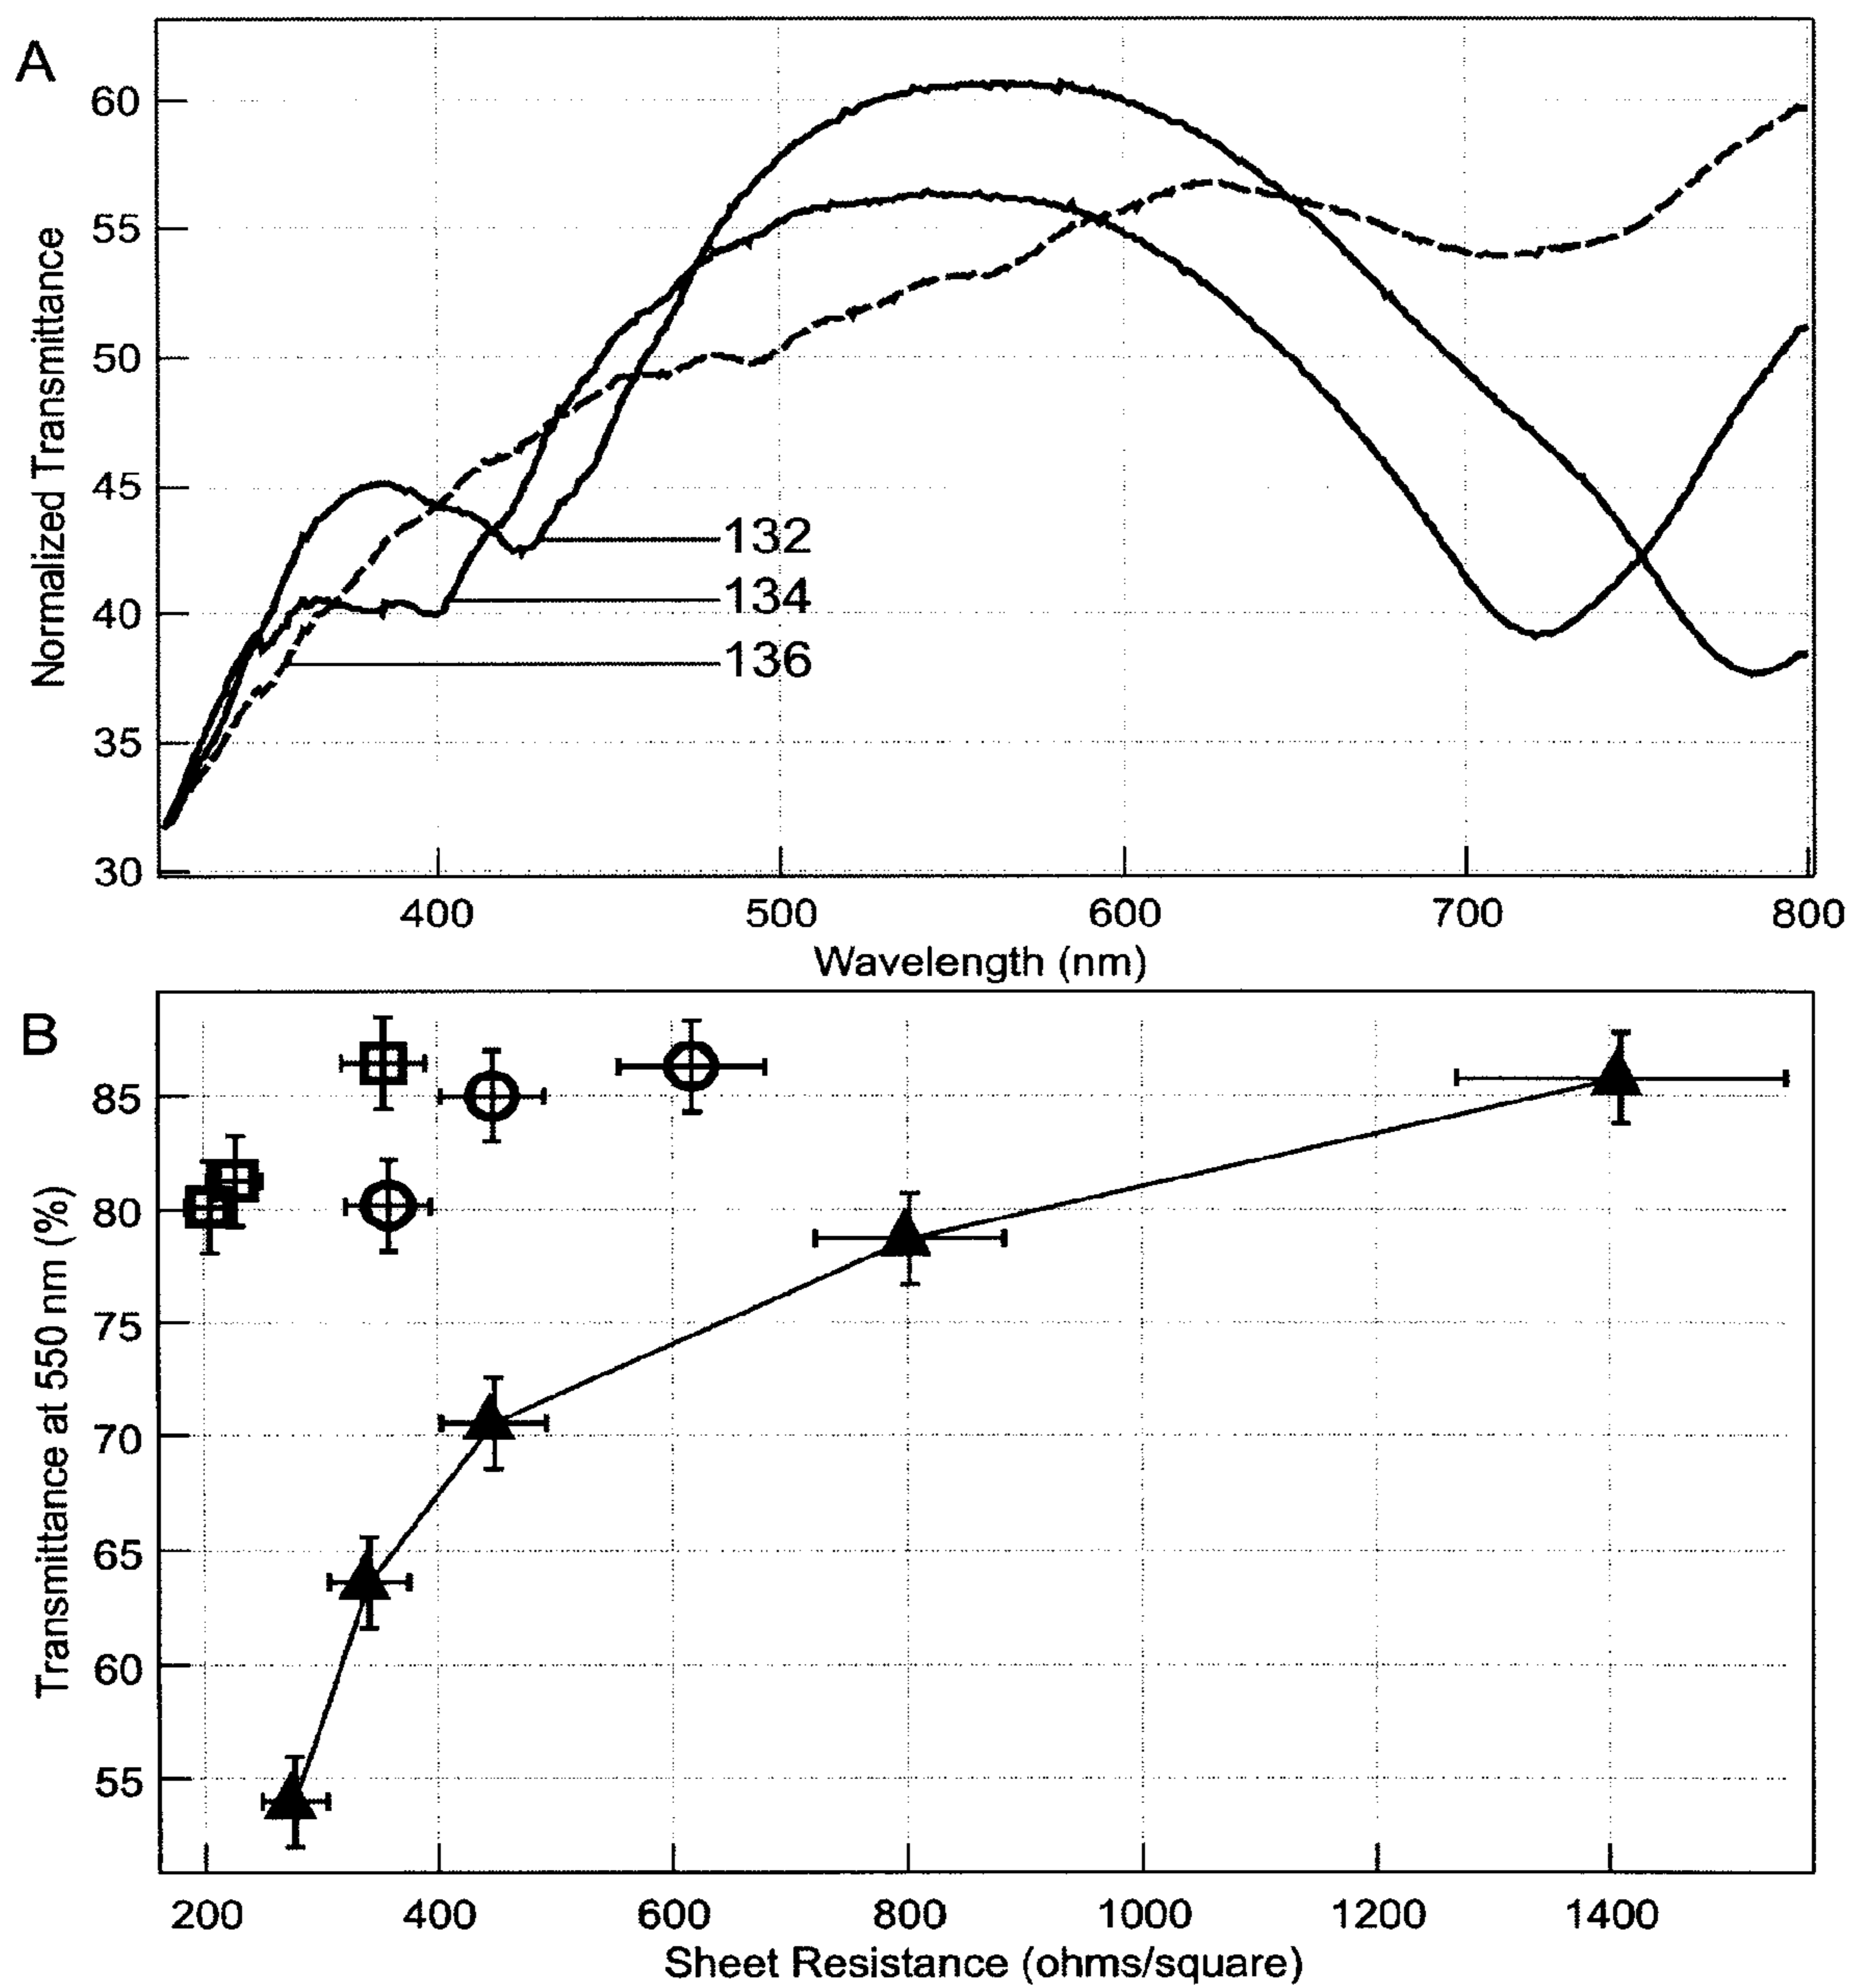 A
Normalized Transmittance
60
55
50
45
40
35
30
132
134
136
400 500 600 700 800
Wavelength (nm)
B
Transmittance at 550 nm (%)
85
80
75
70
65
60
55
200 400 600 800 1000 1200 1400
Sheet Resistance (ohms/square)